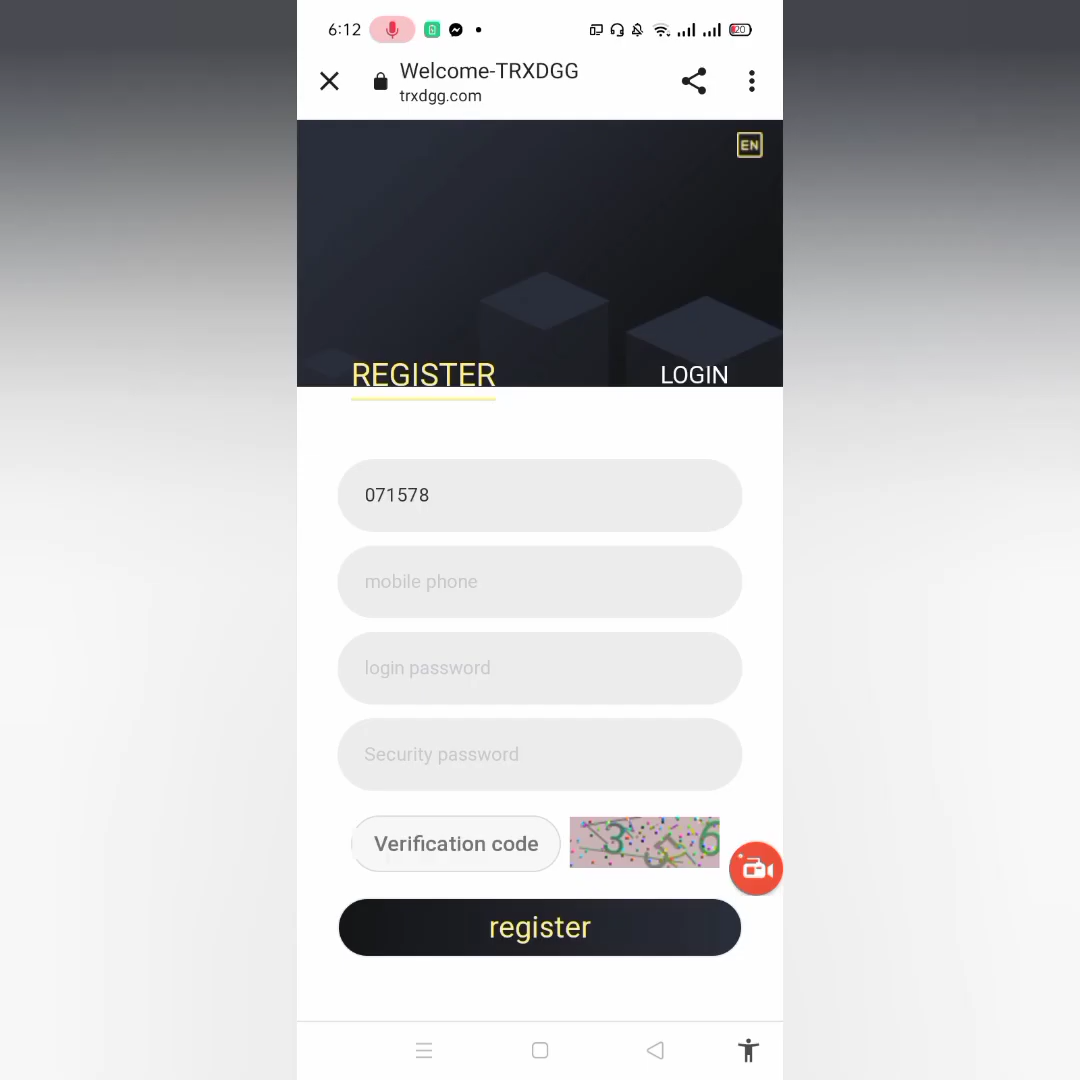 6:12
20
Welcome-TRXDGG
trxdgg.com
EN
REGISTER
LOGIN
071578
mobile phone
login password
Security password
Verification code
register